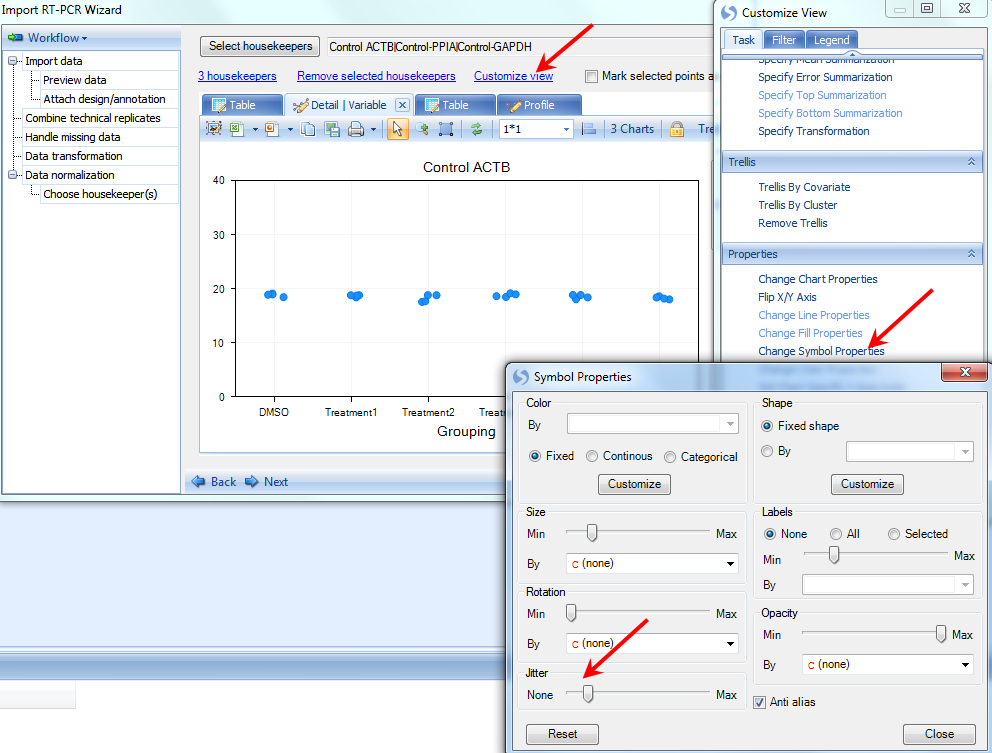 Import RT-PCR Wizard
Workflow
Import data
Preview data
Attach design/annotation
Combine technical replicates
Handle missing data
Data transformation
Data normalization
Choose housekeeper(s)
Select housekeepers
Control ACTB|Control-PPIA|Control-GAPDH
3 housekeepers Remove selected housekeepers Customize view Mark selected points a
Table Detail | Variable Table Profile
1*1 3 Charts Tre
Control ACTB
40
30
20
10
0
DMSO Treatment1 Treatment2 Treat
Grouping
Back Next
Customize View
Task Filter Legend
Specify Mean Summarization
Specify Error Summarization
Specify Top Summarization
Specify Bottom Summarization
Specify Transformation
Trellis
Trellis By Covariate
Trellis By Cluster
Remove Trellis
Properties
Change Chart Properties
Flip X/Y Axis
Change Line Properties
Change Fill Properties
Change Symbol Properties
Symbol Properties
Color
By
Fixed Continous Categorical
Customize
Size
Min Max
By c (none)
Rotation
Min Max
By c (none)
Jitter
None Max
Reset
Shape
Fixed shape
By
Customize
Labels
None All Selected
Min Max
By
Opacity
Min Max
By c (none)
Anti alias
Close